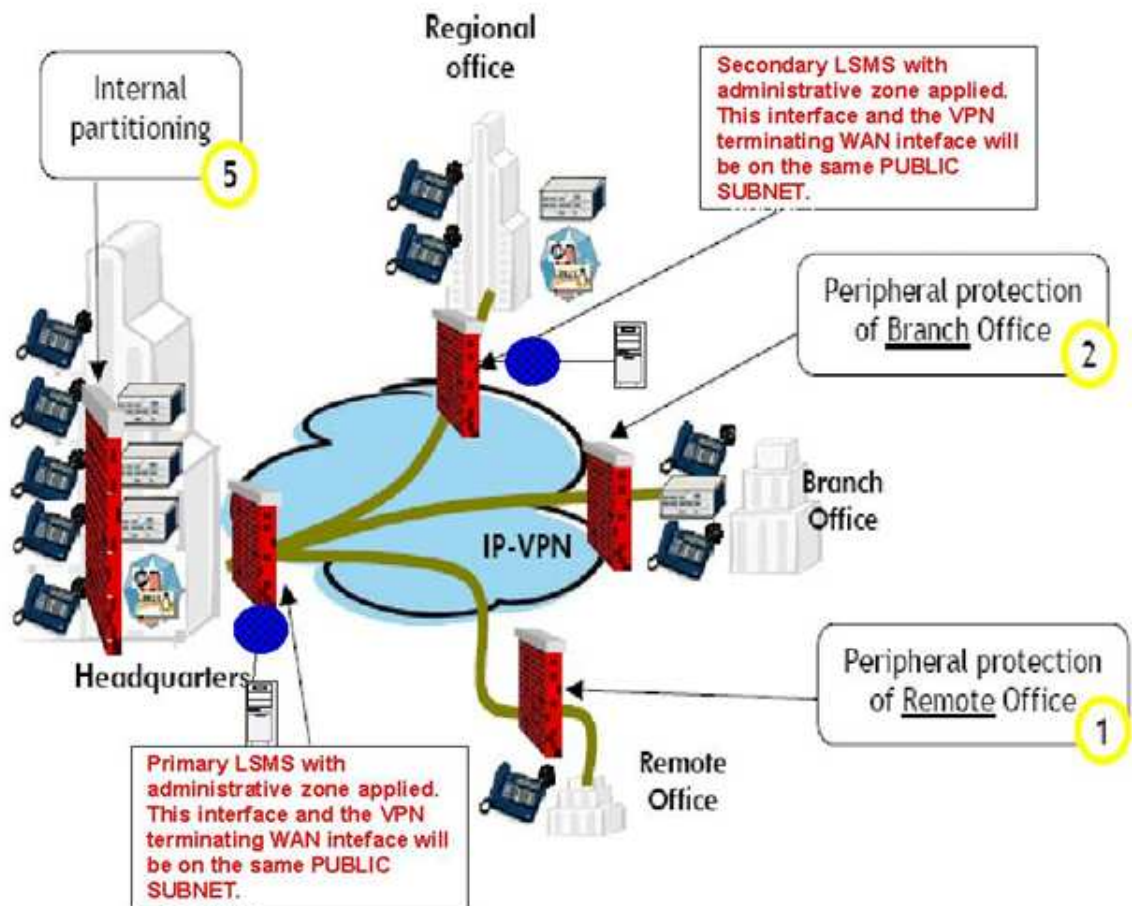 Regional
office
Secondary LSMS with
administrative zone applied.
This interface and the VPN
terminating WAN inteface will
be on the same PUBLIC
SUBNET.
Internal
partitioning
5
Peripheral protection
of Branch Office
2
Branch
Office
IP-VPN
Headquarters
Peripheral protection
of Remote Office
1
Remote
Office
Primary LSMS with
administrative zone applied.
This interface and the VPN
terminating WAN inteface will
be on the same PUBLIC
SUBNET.